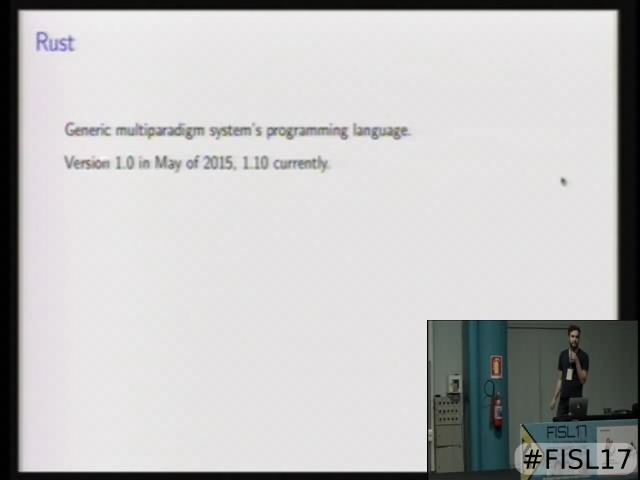 Rust
Generic multiparadigm system's programming language.
Version 1.0 in May of 2015, 1.10 currently.
FISL17
#FISL17